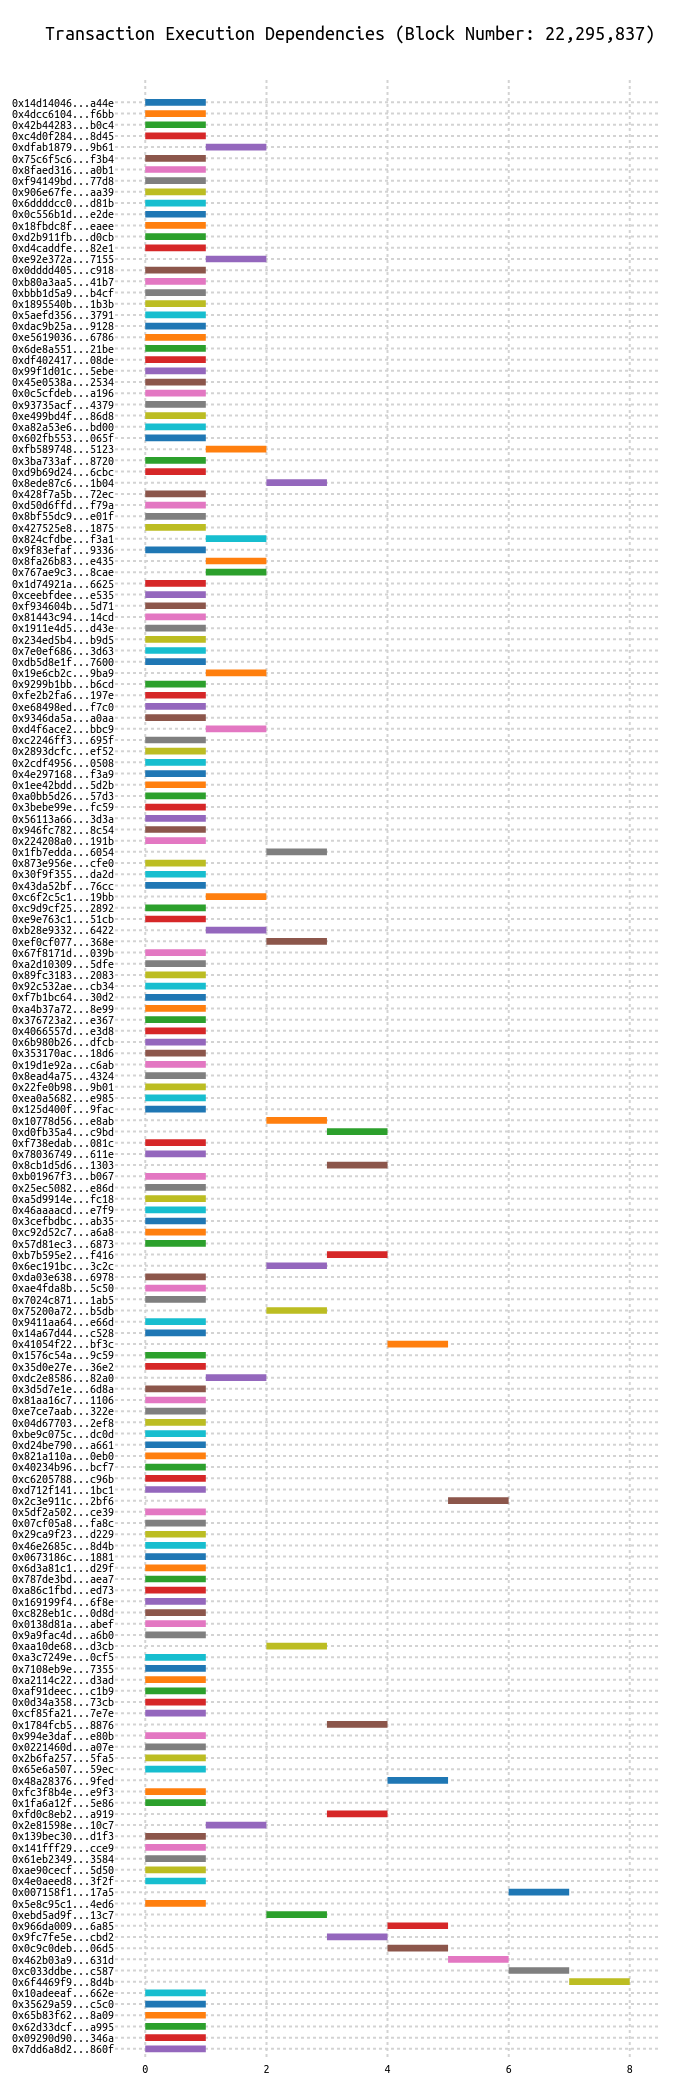 Transaction Execution Dependencies (Block Number: 22,295,837)
0x14d14046...a44e
0x4dcc6104...f6bb
0x42b44283...b0c4
0xc4d0f284...8d45
0xdfab1879...9b61
0x75c6f5c6...f3b4
0x8faed316...a0b1
0xf94149bd...77d8
0x906e67fe...aa39
0x6ddddcc0...d81b
0x0c556b1d...e2de
0x18fbdc8f...eaee
0xd2b911fb...d0cb
0xd4caddfe...82e1
0xe92e372a...7155
0x0dddd405...c918
0xb80a3aa5...41b7
0xbbb1d5a9...b4cf
0x1895540b...1b3b
0x5aefd356...3791
0xdac9b25a...9128
0xe5619036...6786
0x6de8a551...21be
0xdf402417...08de
0x99f1d01c...5ebe
0x45e0538a...2534
0x0c5cfdeb...a196
0x93735acf...4379
0xe499bd4f...86d8
0xa82a53e6...bd00
0x602fb553...065f
0xfb589748...5123
0x3ba733af...8720
0xd9b69d24...6cbc
0x8ede87c6...1b04
0x428f7a5b...72ec
0xd50d6ffd...f79a
0x8bf55dc9...e01f
0x427525e8...1875
0x824cfdbe...f3a1
0x9f83efaf...9336
0x8fa26b83...e435
0x767ae9c3...8cae
0x1d74921a...6625
0xceebfdee...e535
0xf934604b...5d71
0x81443c94...14cd
0x1911e4d5...d43e
0x234ed5b4...b9d5
0x7e0ef686...3d63
0xdb5d8e1f...7600
0x19e6cb2c...9ba9
0x9299b1bb...b6cd
0xfe2b2fa6...197e
0xe68498ed...f7c0
0x9346da5a...a0aa
0xd4f6ace2...bbc9
0xc2246ff3...695f
0x2893dcfc...ef52
0x2cdf4956...0508
0x4e297168...f3a9
0x1ee42bdd...5d2b
0xa0bb5d26...57d3
0x3bebe99e...fc59
0x56113a66...3d3a
0x946fc782...8c54
0x224208a0...191b
0x1fb7edda...6054
0x873e956e...cfe0
0x30f9f355...da2d
0x43da52bf...76cc
0xc6f2c5c1...19bb
0xc9d9cf25...2892
0xe9e763c1...51cb
0xb28e9332...6422
0xef0cf077...368e
0x67f8171d...039b
0xa2d10309...5dfe
0x89fc3183...2083
0x92c532ae...cb34
0xf7b1bc64...30d2
0xa4b37a72...8e99
0x376723a2...e367
0x4066557d...e3d8
0x6b980b26...dfcb
0x353170ac...18d6
0x19d1e92a...c6ab
0x8ead4a75...4324
0x22fe0b98...9b01
0xea0a5682...e985
0x125d400f...9fac
0x10778d56...e8ab
0xd0fb35a4...c9bd
0xf738edab...081c
0x78036749...611e
0x8cb1d5d6...1303
0xb01967f3...b067
0x25ec5082...e86d
0xa5d9914e...fc18
0x46aaaacd...e7f9
0x3cefbdbc...ab35
0xc92d52c7...a6a8
0x57d81ec3...6873
0xb7b595e2...f416
0x6ec191bc...3c2c
0xda03e638...6978
0xae4fda8b...5c50
0x7024c871...1ab5
0x75200a72...b5db
0x9411aa64...e66d
0x14a67d44...c528
0x41054f22...bf3c
0x1576c54a...9c59
0x35d0e27e...36e2
0xdc2e8586...82a0
0x3d5d7e1e...6d8a
0x81aa16c7...1106
0xe7ce7aab...322e
0x04d67703...2ef8
0xbe9c075c...dc0d
0xd24be790...a661
0x821a110a...0eb0
0x40234b96...bcf7
0xc6205788...c96b
0xd712f141...1bc1
0x2c3e911c...2bf6
0x5df2a502...ce39
0x07cf05a8...fa8c
0x29ca9f23...d229
0x46e2685c...8d4b
0x0673186c...1881
0x6d3a81c1...d29f
0x787de3bd...aea7
0xa86c1fbd...ed73
0x169199f4...6f8e
0xc828eb1c...0d8d
0x0138d81a...abef
0x9a9fac4d...a6b0
0xaa10de68...d3cb
0xa3c7249e...0cf5
0x7108eb9e...7355
0xa2114c22...d3ad
0xaf91deec...c1b9
0x0d34a358...73cb
0xcf85fa21...7e7e
0x1784fcb5...8876
0x994e3daf...e80b
0x0221460d...a07e
0x2b6fa257...5fa5
0x65e6a507...59ec
0x48a28376...9fed
0xfc3f8b4e...e9f3
0x1fa6a12f...5e86
0xfd0c8eb2...a919
0x2e81598e...10c7
0x139bec30...d1f3
0x141fff29...cce9
0x61eb2349...3584
0xae90cecf...5d50
0x4e0aeed8...3f2f
0x007158f1...17a5
0x5e8c95c1...4ed6
0xebd5ad9f...13c7
0x966da009...6a85
0x9fc7fe5e...cbd2
0x0c9c0deb...06d5
0x462b03a9...631d
0xc033ddbe...c587
0x6f4469f9...8d4b
0x10adeeaf...662e
0x35629a59...c5c0
0x65b83f62...8a09
0x62d33dcf...a995
0x09290d90...346a
0x7dd6a8d2...860f
0 2 4 6 8